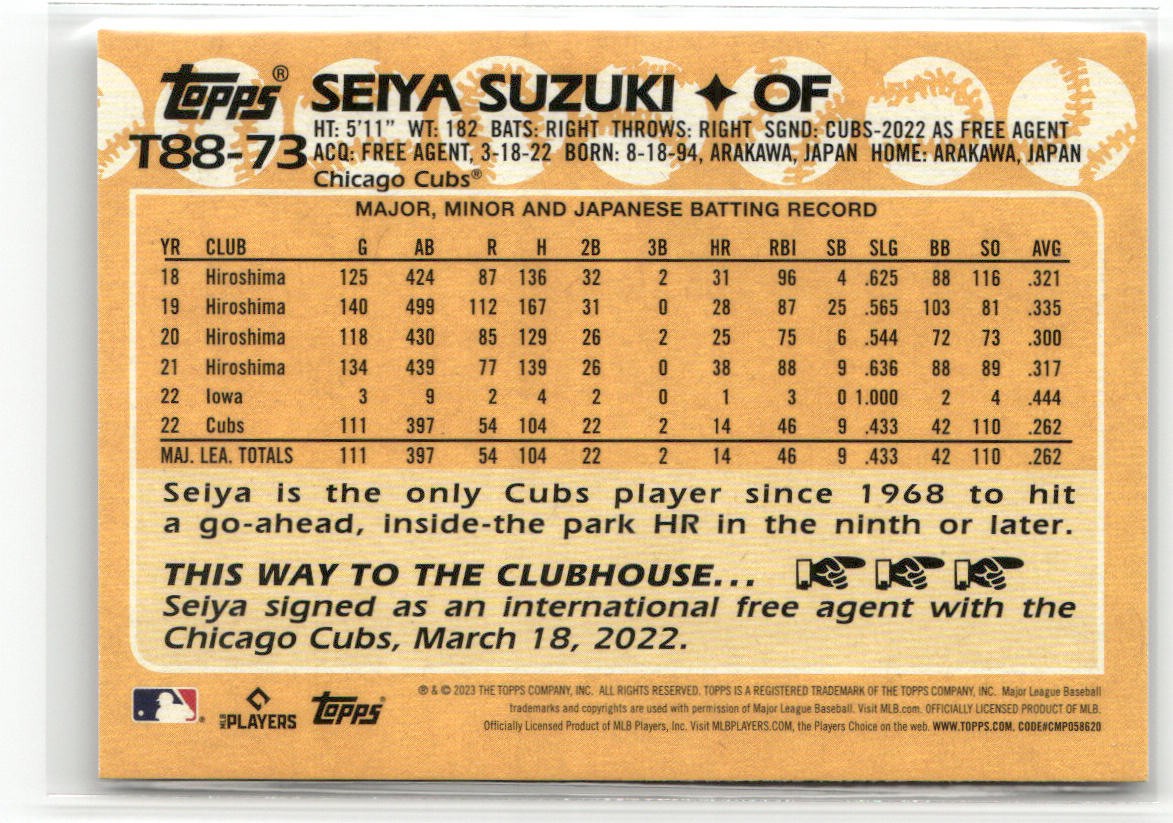 Topps®
SEIYA SUZUKI ✦ OF
T88-73
HT: 5'11" WT: 182 BATS: RIGHT THROWS: RIGHT SGND: CUBS-2022 AS FREE AGENT
ACQ: FREE AGENT, 3-18-22 BORN: 8-18-94, ARAKAWA, JAPAN HOME: ARAKAWA, JAPAN
Chicago Cubs®
MAJOR, MINOR AND JAPANESE BATTING RECORD
YR CLUB G AB R H 2B 3B HR RBI SB SLG BB SO AVG
18 Hiroshima 125 424 87 136 32 2 31 96 4 .625 88 116 .321
19 Hiroshima 140 499 112 167 31 0 28 87 25 .565 103 81 .335
20 Hiroshima 118 430 85 129 26 2 25 75 6 .544 72 73 .300
21 Hiroshima 134 439 77 139 26 0 38 88 9 .636 88 89 .317
22 Iowa 3 9 2 4 2 0 1 3 0 1.000 2 4 .444
22 Cubs 111 397 54 104 22 2 14 46 9 .433 42 110 .262
MAJ. LEA. TOTALS 111 397 54 104 22 2 14 46 9 .433 42 110 .262
Seiya is the only Cubs player since 1968 to hit
a go-ahead, inside-the park HR in the ninth or later.
THIS WAY TO THE CLUBHOUSE...
Seiya signed as an international free agent with the
Chicago Cubs, March 18, 2022.
MLB PLAYERS
Topps®
® & © 2023 THE TOPPS COMPANY, INC. ALL RIGHTS RESERVED. TOPPS IS A REGISTERED TRADEMARK OF THE TOPPS COMPANY, INC. Major League Baseball
trademarks and copyrights are used with permission of Major League Baseball. Visit MLB.com. OFFICIALLY LICENSED PRODUCT OF MLB.
Officially Licensed Product of MLB Players, Inc. Visit MLBPLAYERS.COM, the Players Choice on the web. WWW.TOPPS.COM. CODE#CMP058620